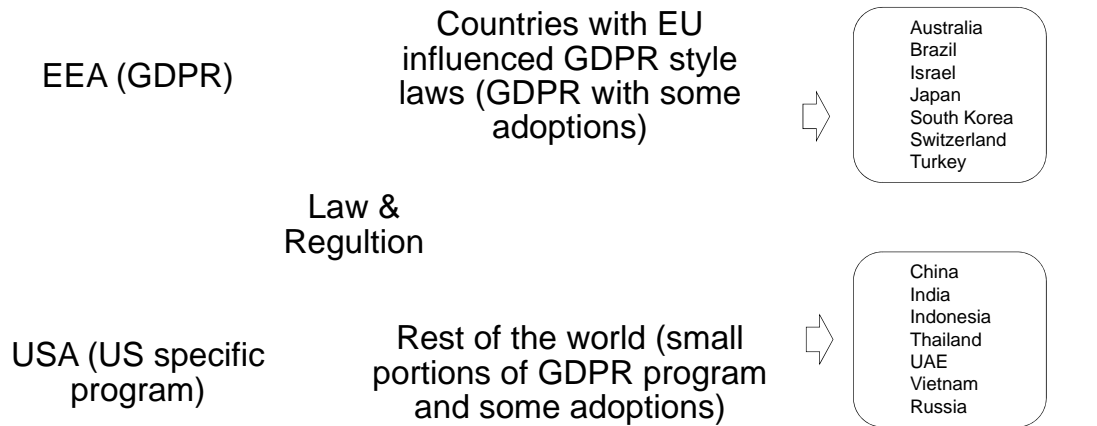 EEA (GDPR)
Countries with EU
influenced GDPR style
laws (GDPR with some
adoptions)
Australia
Brazil
Israel
Japan
South Korea
Switzerland
Turkey
Law &
Regultion
USA (US specific
program)
Rest of the world (small
portions of GDPR program
and some adoptions)
China
India
Indonesia
Thailand
UAE
Vietnam
Russia